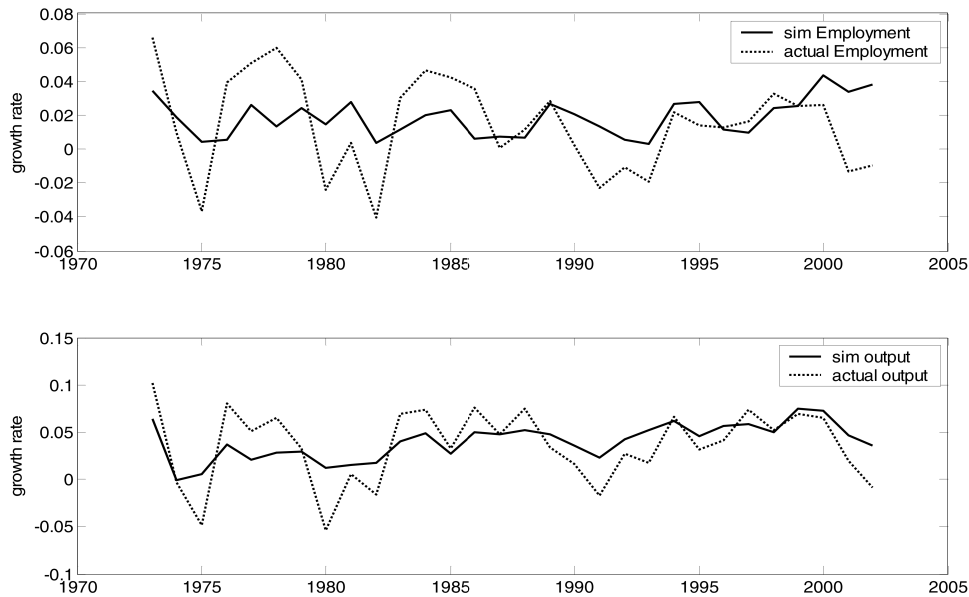 0.08
sim Employment
0.06
actual Employment
0.04
0.02
0
-0.02
-0.04
-0.06
growth rate
1970 1975 1980 1985 1990 1995 2000 2005
0.15
sim output
actual output
0.1
0.05
0
-0.05
-0.1
growth rate
1970 1975 1980 1985 1990 1995 2000 2005